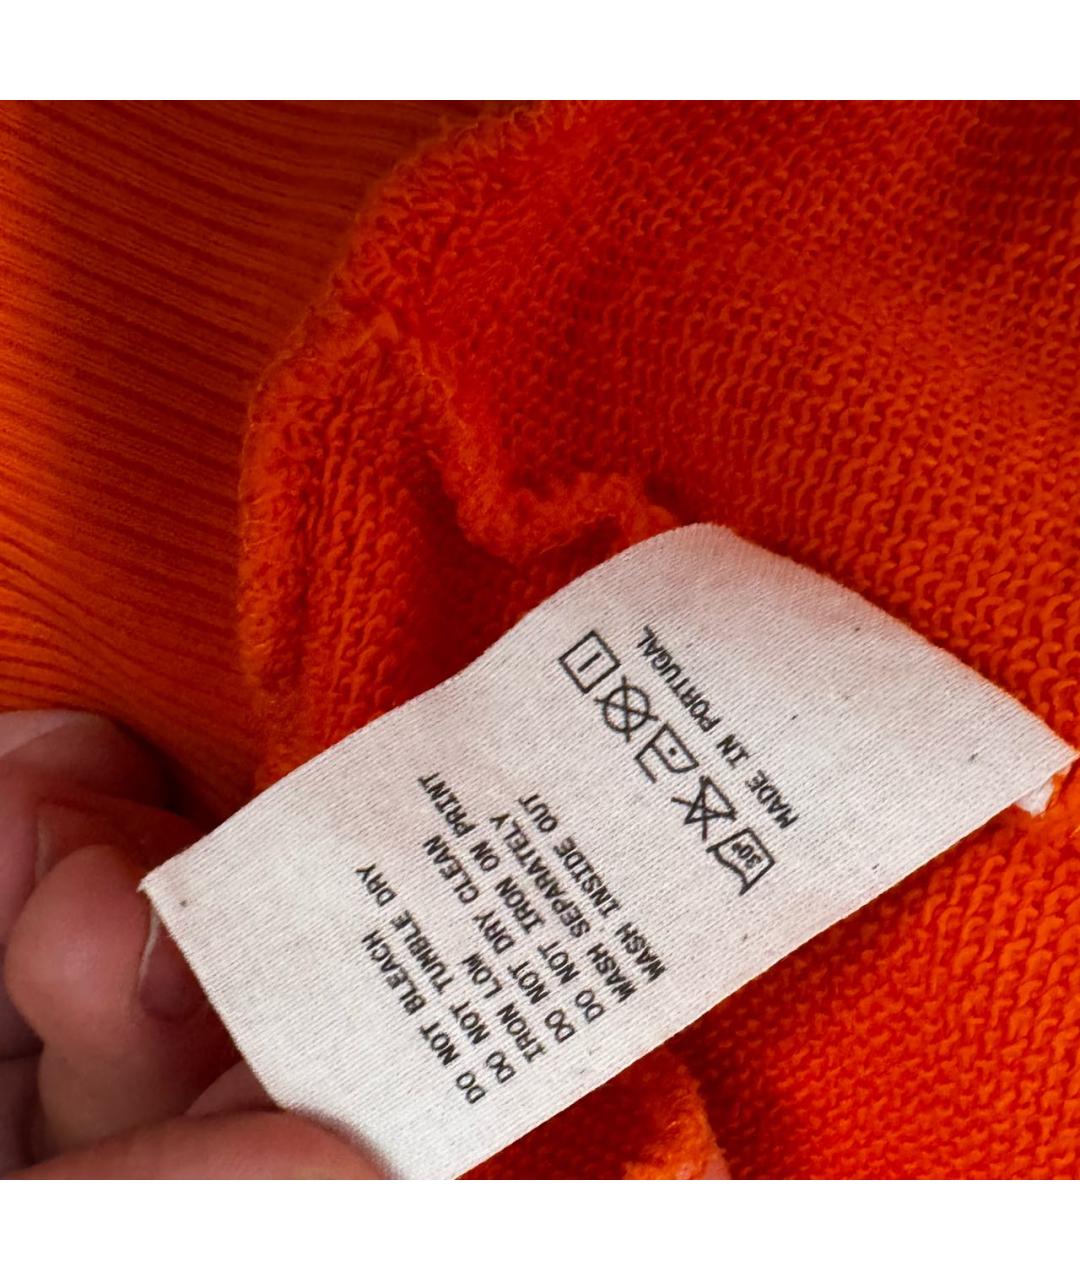 DO NOT BLEACH
DO NOT TUMBLE DRY
IRON LOW
DO NOT DRY CLEAN
DO NOT IRON ON PRINT
WASH SEPARATELY
WASH INSIDE OUT
30°
MADE IN PORTUGAL